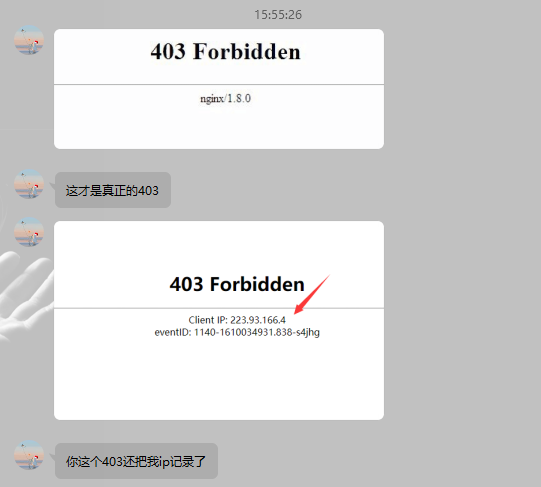 15:55:26
403 Forbidden
nginx/1.8.0
这才是真正的403
403 Forbidden
Client IP: 223.93.166.4
eventID: 1140-1610034931.838-s4jhg
你这个403还把我ip记录了